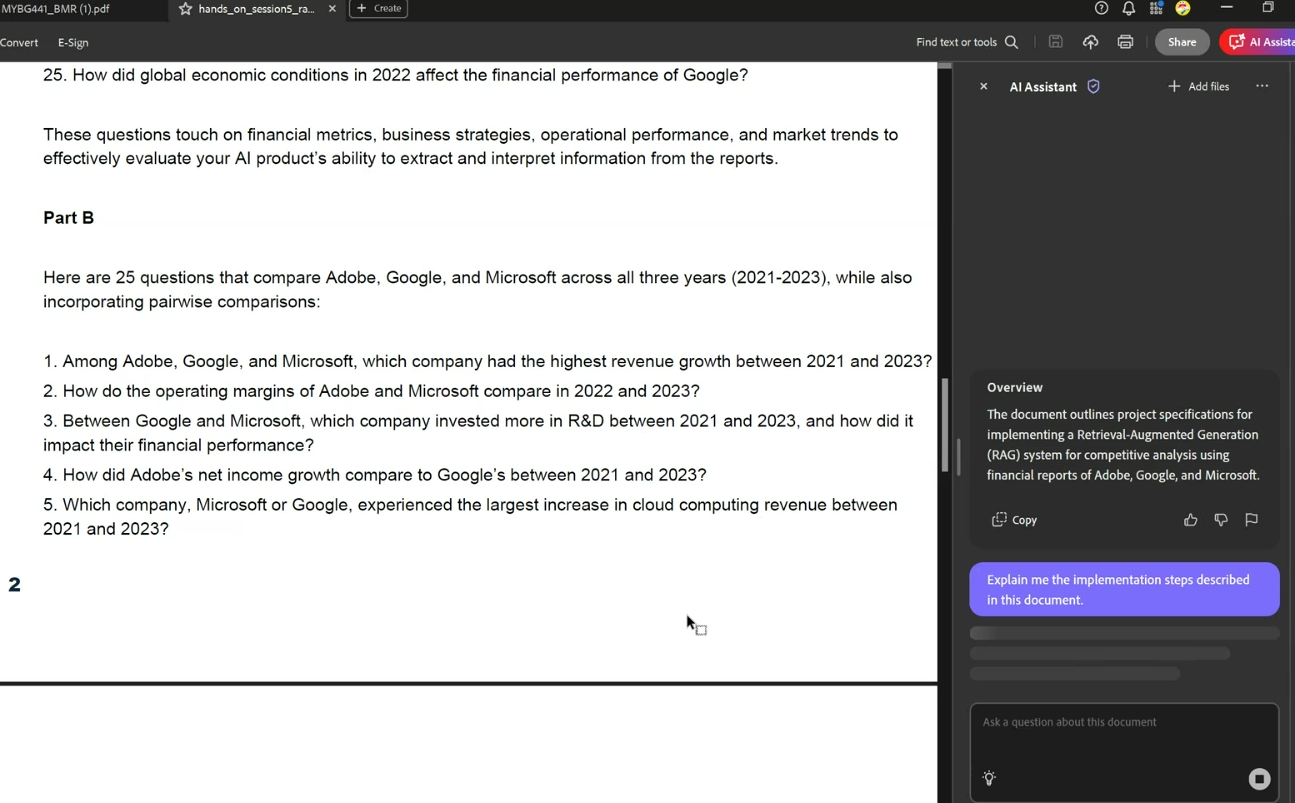 MYBG441_BMR (1).pdf
hands_on_session5_ra...
Create
Convert
E-Sign
Find text or tools
Share
AI Assista
25. How did global economic conditions in 2022 affect the financial performance of Google?
These questions touch on financial metrics, business strategies, operational performance, and market trends to
effectively evaluate your AI product's ability to extract and interpret information from the reports.
Part B
Here are 25 questions that compare Adobe, Google, and Microsoft across all three years (2021-2023), while also
incorporating pairwise comparisons:
1. Among Adobe, Google, and Microsoft, which company had the highest revenue growth between 2021 and 2023?
2. How do the operating margins of Adobe and Microsoft compare in 2022 and 2023?
3. Between Google and Microsoft, which company invested more in R&D between 2021 and 2023, and how did it
impact their financial performance?
4. How did Adobe's net income growth compare to Google's between 2021 and 2023?
5. Which company, Microsoft or Google, experienced the largest increase in cloud computing revenue between
2021 and 2023?
2
AI Assistant
Add files
Overview
The document outlines project specifications for
implementing a Retrieval-Augmented Generation
(RAG) system for competitive analysis using
financial reports of Adobe, Google, and Microsoft.
Copy
Explain me the implementation steps described
in this document.
Ask a question about this document